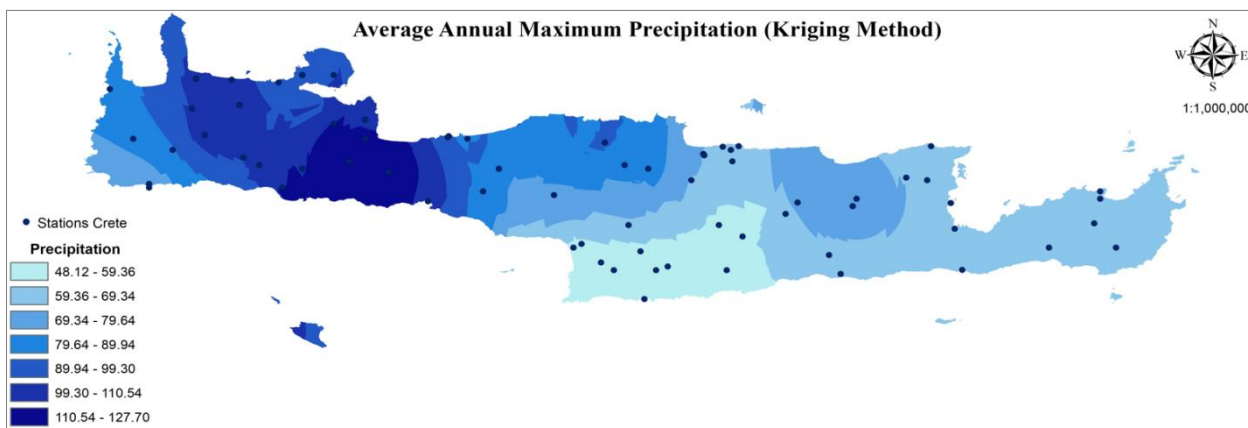 Average Annual Maximum Precipitation (Kriging Method)
N
W E
S
1:1,000,000
Stations Crete
Precipitation
48.12 - 59.36
59.36 - 69.34
69.34 - 79.64
79.64 - 89.94
89.94 - 99.30
99.30 - 110.54
110.54 - 127.70